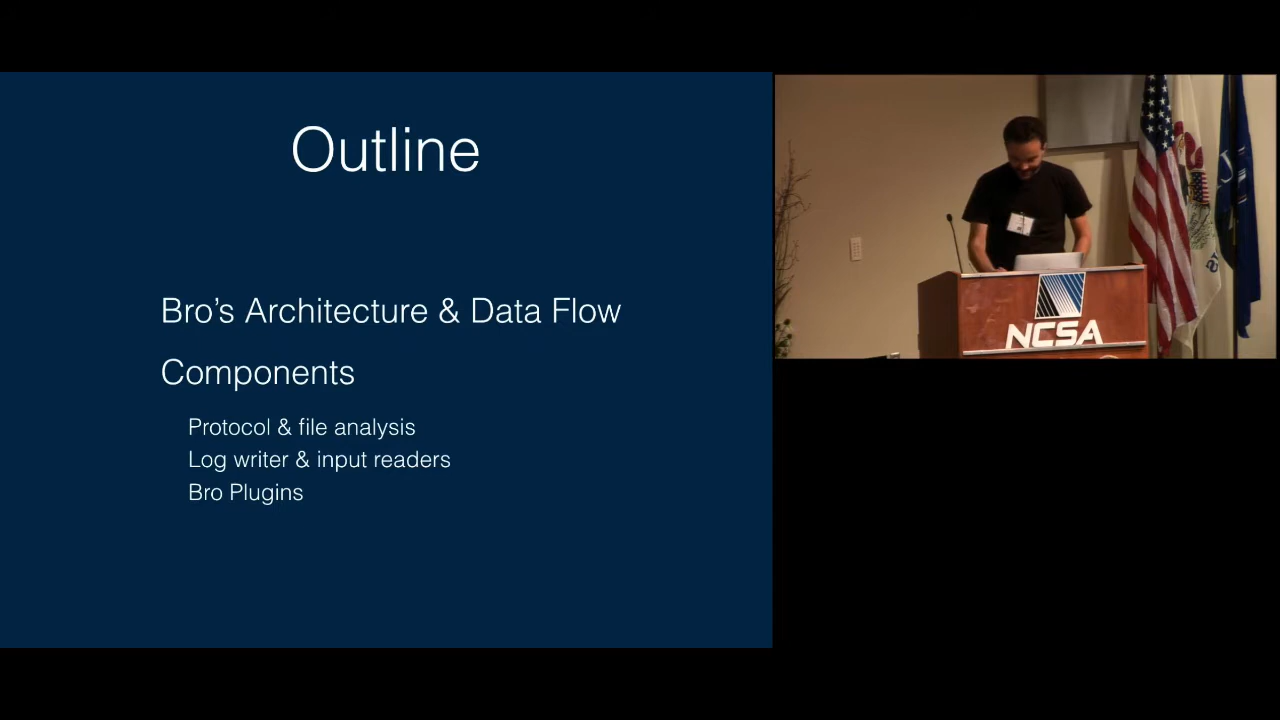 Outline
Bro’s Architecture & Data Flow
Components
Protocol & file analysis
Log writer & input readers
Bro Plugins
NCSA